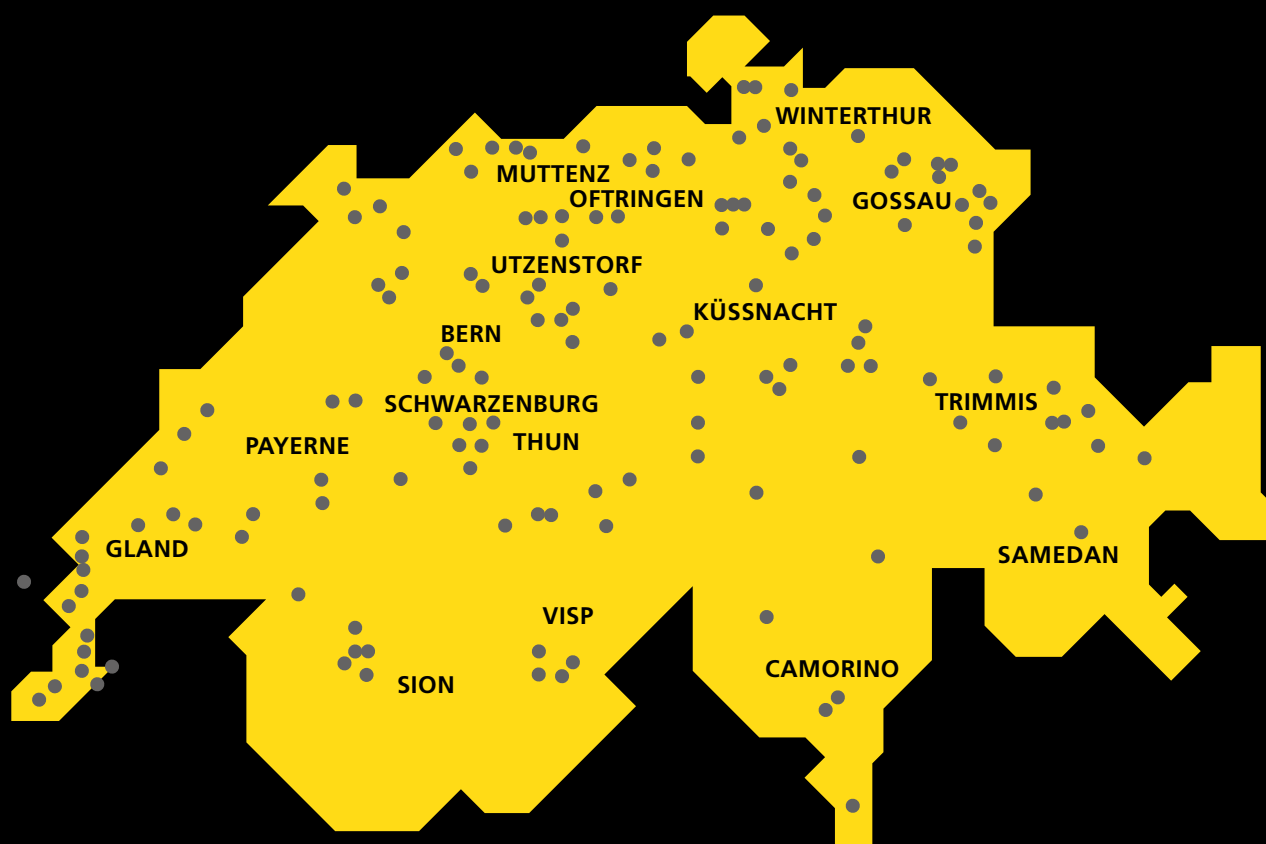 WINTERTHUR
MUTTENZ
OFTRINGEN
GOSSAU
UTZENSTORF
KÜSSNACHT
BERN
SCHWARZENBURG
TRIMMIS
THUN
PAYERNE
GLAND
SAMEDAN
VISP
CAMORINO
SION